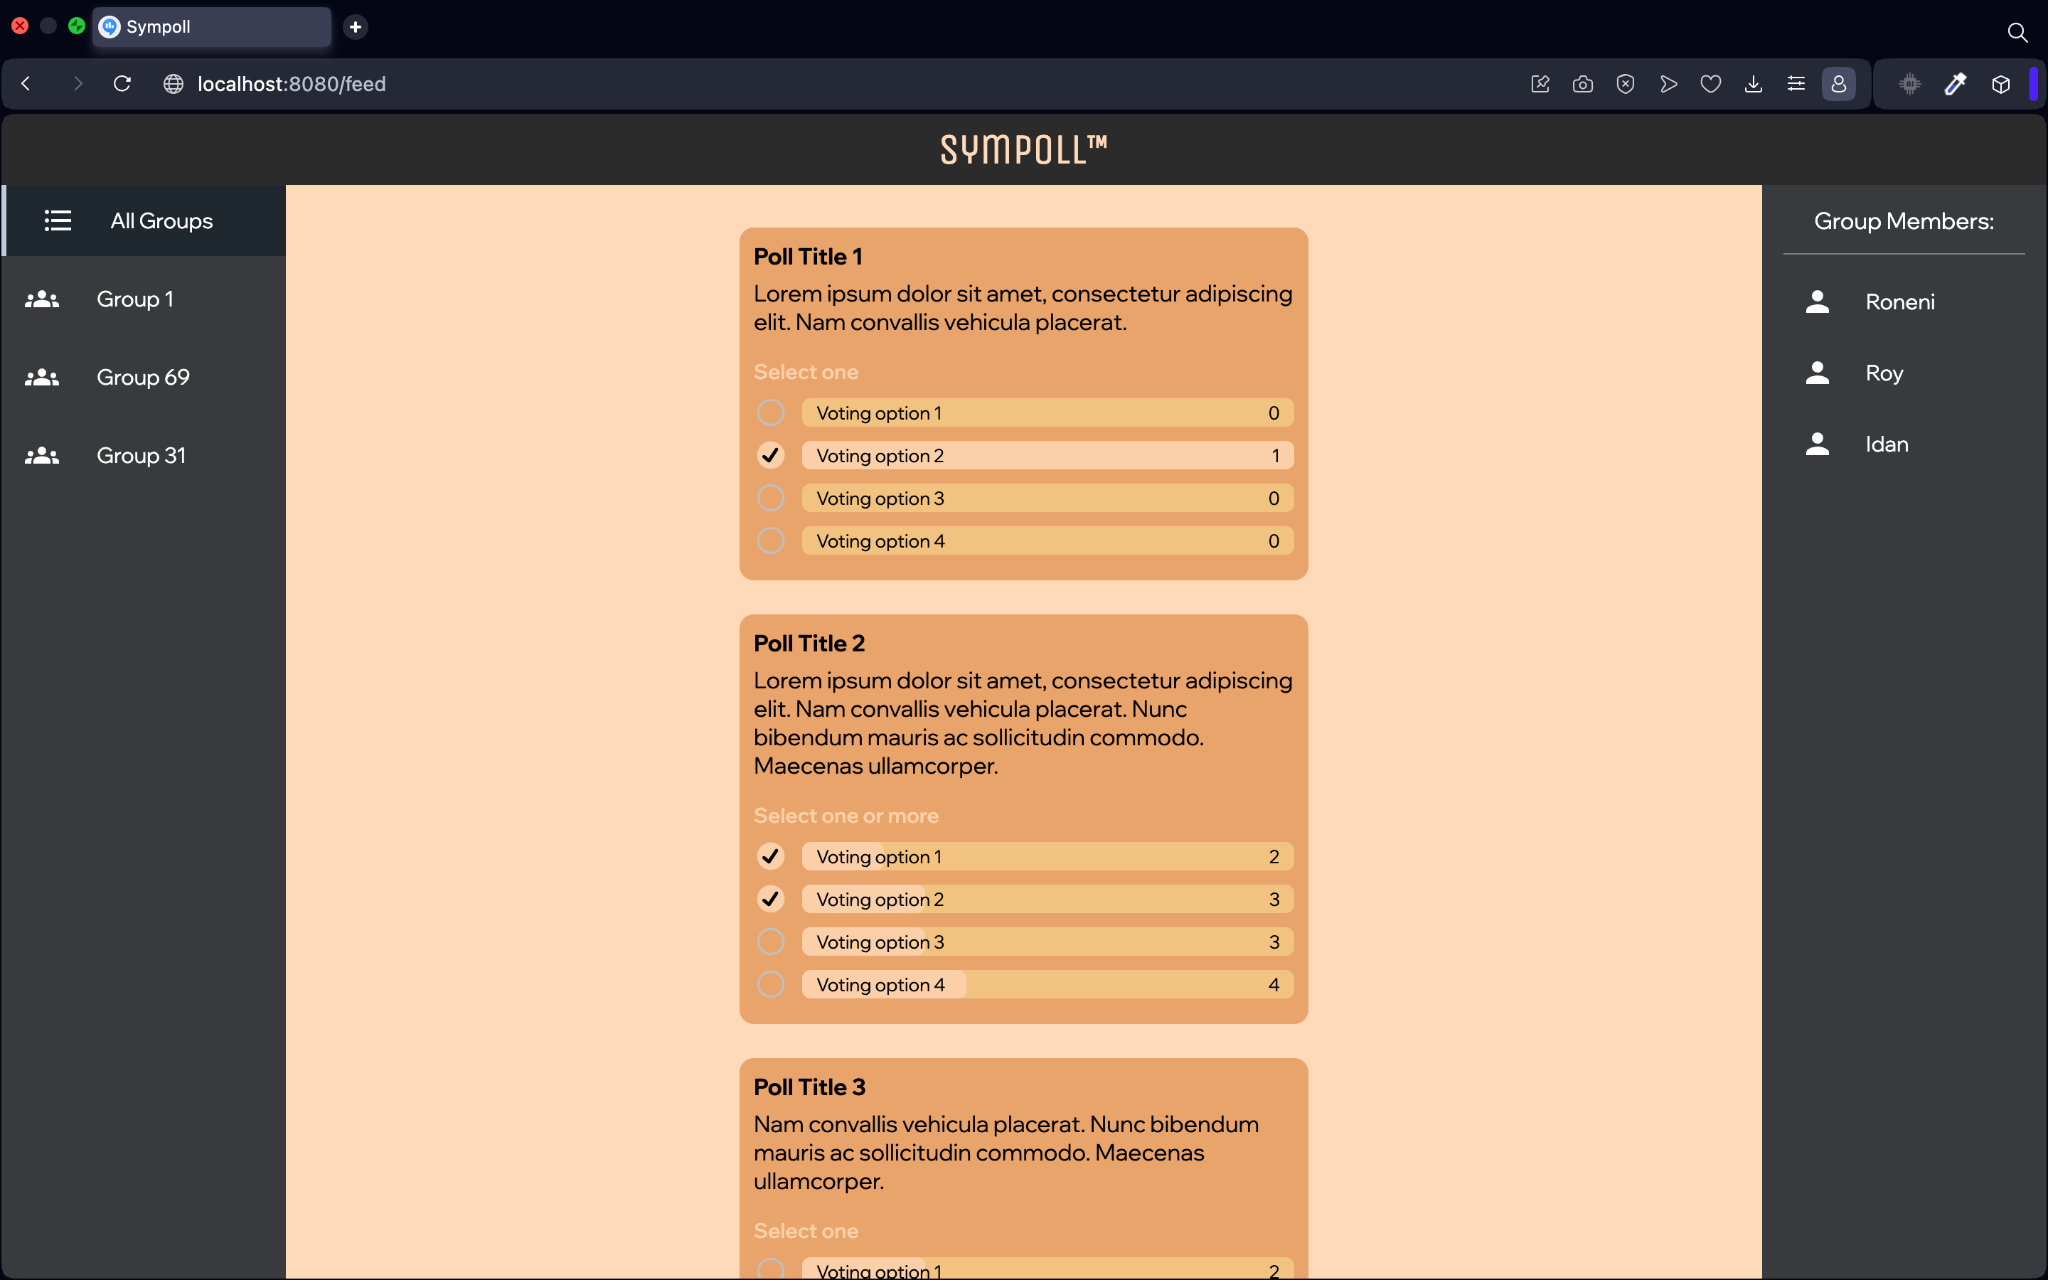 Sympoll
localhost:8080/feed
SYMPOLL™
All Groups
Group 1
Group 69
Group 31
Poll Title 1
Lorem ipsum dolor sit amet, consectetur adipiscing
elit. Nam convallis vehicula placerat.
Select one
Voting option 1 0
Voting option 2 1
Voting option 3 0
Voting option 4 0
Poll Title 2
Lorem ipsum dolor sit amet, consectetur adipiscing
elit. Nam convallis vehicula placerat. Nunc
bibendum mauris ac sollicitudin commodo.
Maecenas ullamcorper.
Select one or more
Voting option 1 2
Voting option 2 3
Voting option 3 3
Voting option 4 4
Poll Title 3
Nam convallis vehicula placerat. Nunc bibendum
mauris ac sollicitudin commodo. Maecenas
ullamcorper.
Select one
Voting option 1 2
Group Members:
Roneni
Roy
Idan